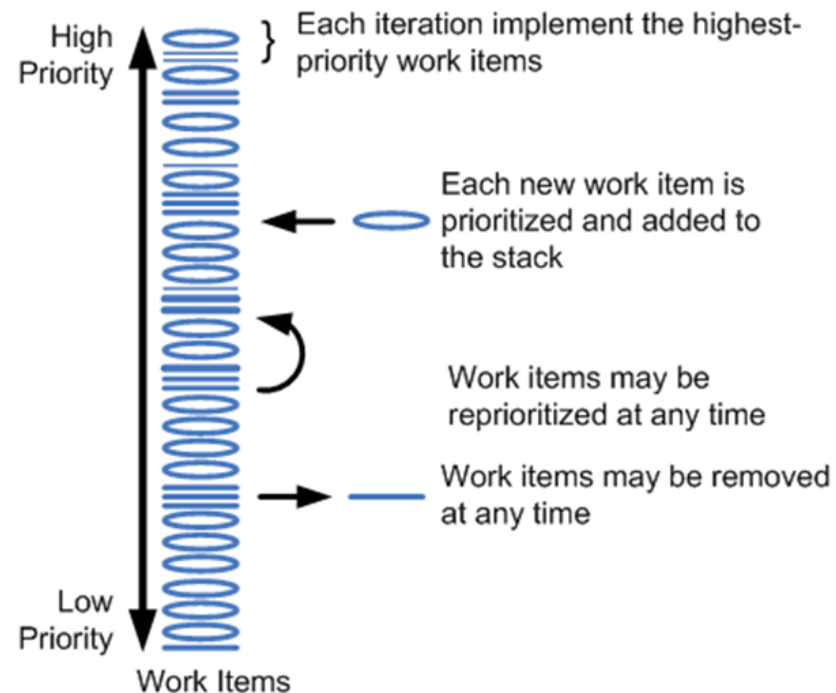 High
Priority
Each iteration implement the highest-
priority work items
Each new work item is
prioritized and added to
the stack
Work items may be
reprioritized at any time
Work items may be removed
at any time
Low
Priority
Work Items